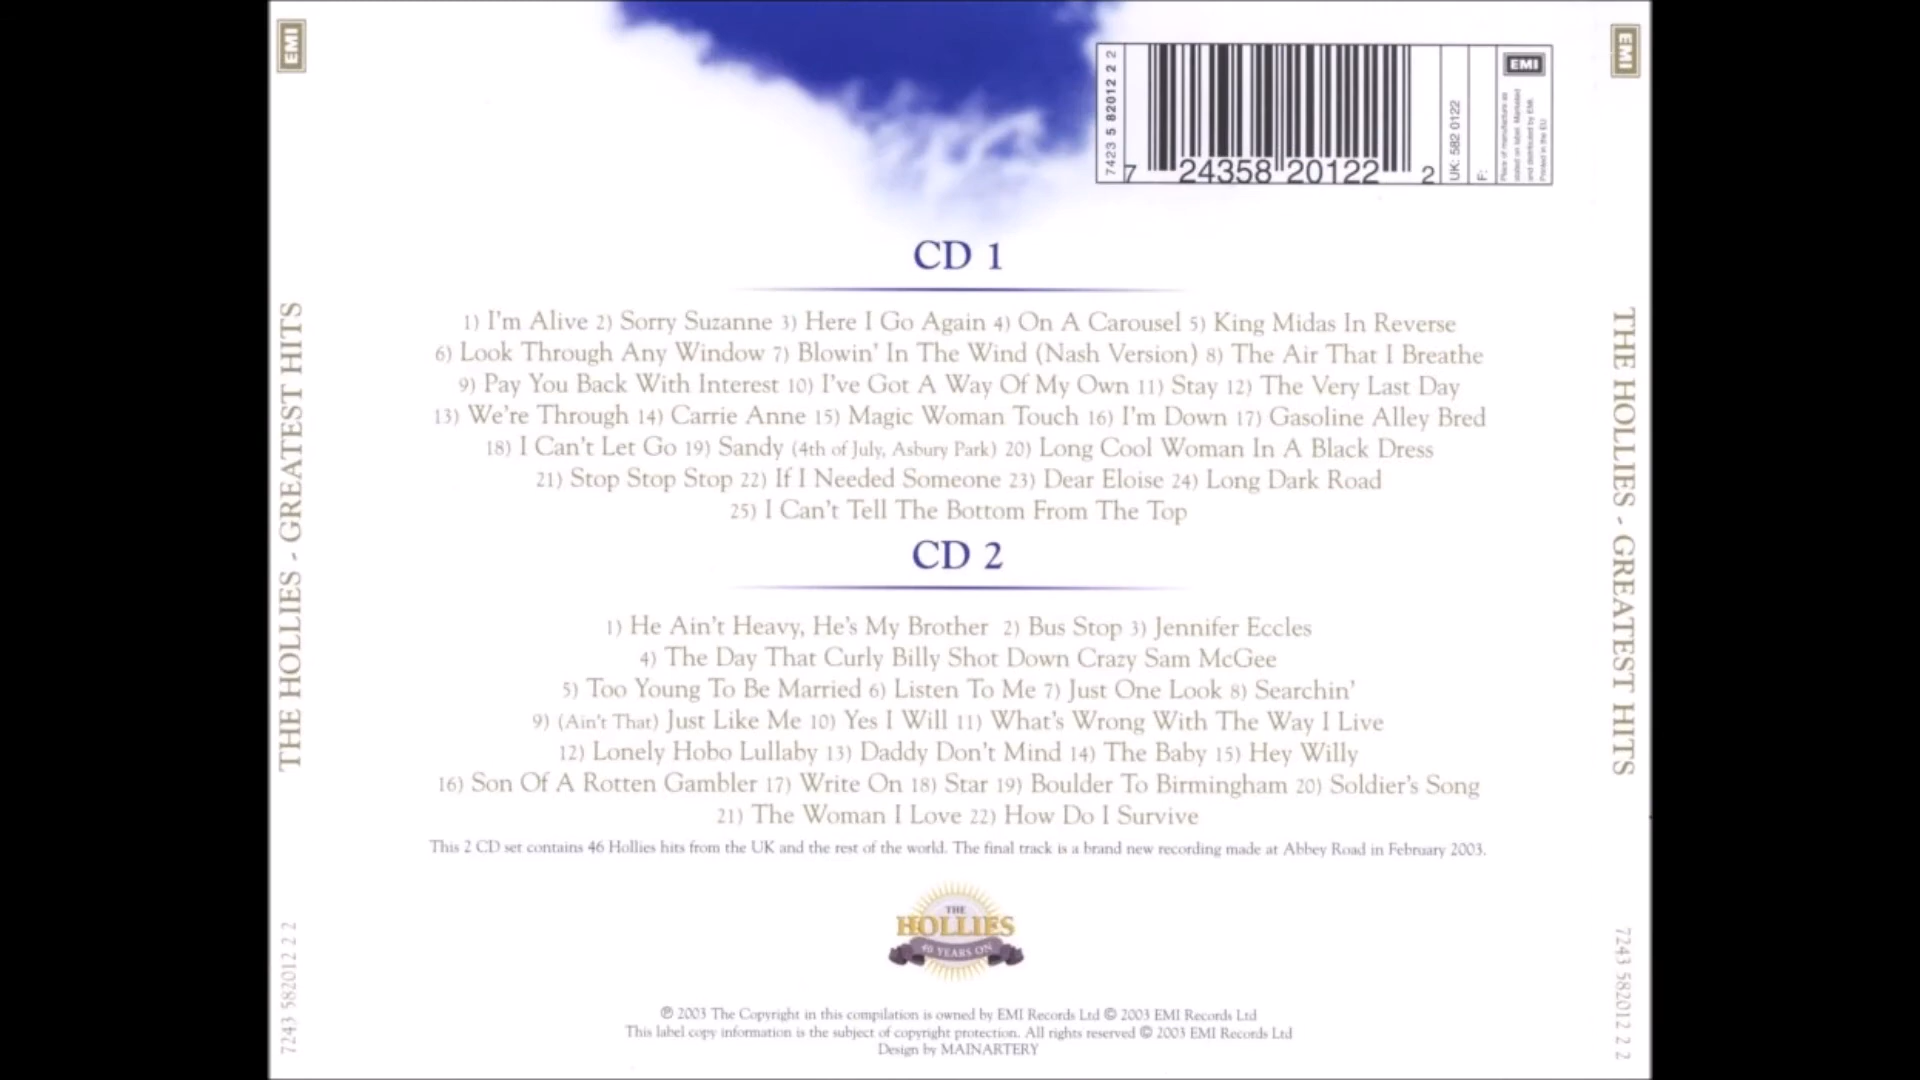 EMI
EMI
7423 5 82012 2 2
7 24358 20122 2
UK: 582 0122
F:
EMI
Place of manufacture as
stated on label. Marketed
and distributed by EMI.
Printed in the EU
CD 1
1) I'm Alive 2) Sorry Suzanne 3) Here I Go Again 4) On A Carousel 5) King Midas In Reverse
6) Look Through Any Window 7) Blowin' In The Wind (Nash Version) 8) The Air That I Breathe
9) Pay You Back With Interest 10) I've Got A Way Of My Own 11) Stay 12) The Very Last Day
13) We're Through 14) Carrie Anne 15) Magic Woman Touch 16) I'm Down 17) Gasoline Alley Bred
18) I Can't Let Go 19) Sandy (4th of July, Asbury Park) 20) Long Cool Woman In A Black Dress
21) Stop Stop Stop 22) If I Needed Someone 23) Dear Eloise 24) Long Dark Road
25) I Can't Tell The Bottom From The Top
CD 2
1) He Ain't Heavy, He's My Brother 2) Bus Stop 3) Jennifer Eccles
4) The Day That Curly Billy Shot Down Crazy Sam McGee
5) Too Young To Be Married 6) Listen To Me 7) Just One Look 8) Searchin'
9) (Ain't That) Just Like Me 10) Yes I Will 11) What's Wrong With The Way I Live
12) Lonely Hobo Lullaby 13) Daddy Don't Mind 14) The Baby 15) Hey Willy
16) Son Of A Rotten Gambler 17) Write On 18) Star 19) Boulder To Birmingham 20) Soldier's Song
21) The Woman I Love 22) How Do I Survive
This 2 CD set contains 46 Hollies hits from the UK and the rest of the world. The final track is a brand new recording made at Abbey Road in February 2003.
THE
HOLLIES
40 YEARS ON
℗ 2003 The Copyright in this compilation is owned by EMI Records Ltd © 2003 EMI Records Ltd
This label copy information is the subject of copyright protection. All rights reserved © 2003 EMI Records Ltd
Design by MAINARTERY
THE HOLLIES - GREATEST HITS
7243 582012 2 2
THE HOLLIES - GREATEST HITS
7243 582012 2 2